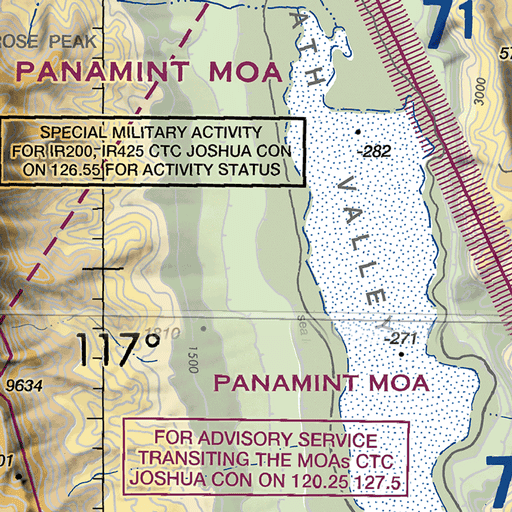 71
ROSE PEAK
ATH
57
PANAMINT MOA
3000
SPECIAL MILITARY ACTIVITY
FOR IR200, IR425 CTC JOSHUA CON
ON 126.55 FOR ACTIVITY STATUS
-282
VALLEY
1810
sea l
117°
1500
-271
9634
PANAMINT MOA
FOR ADVISORY SERVICE
TRANSITING THE MOAs CTC
JOSHUA CON ON 120.25 127.5
01
7